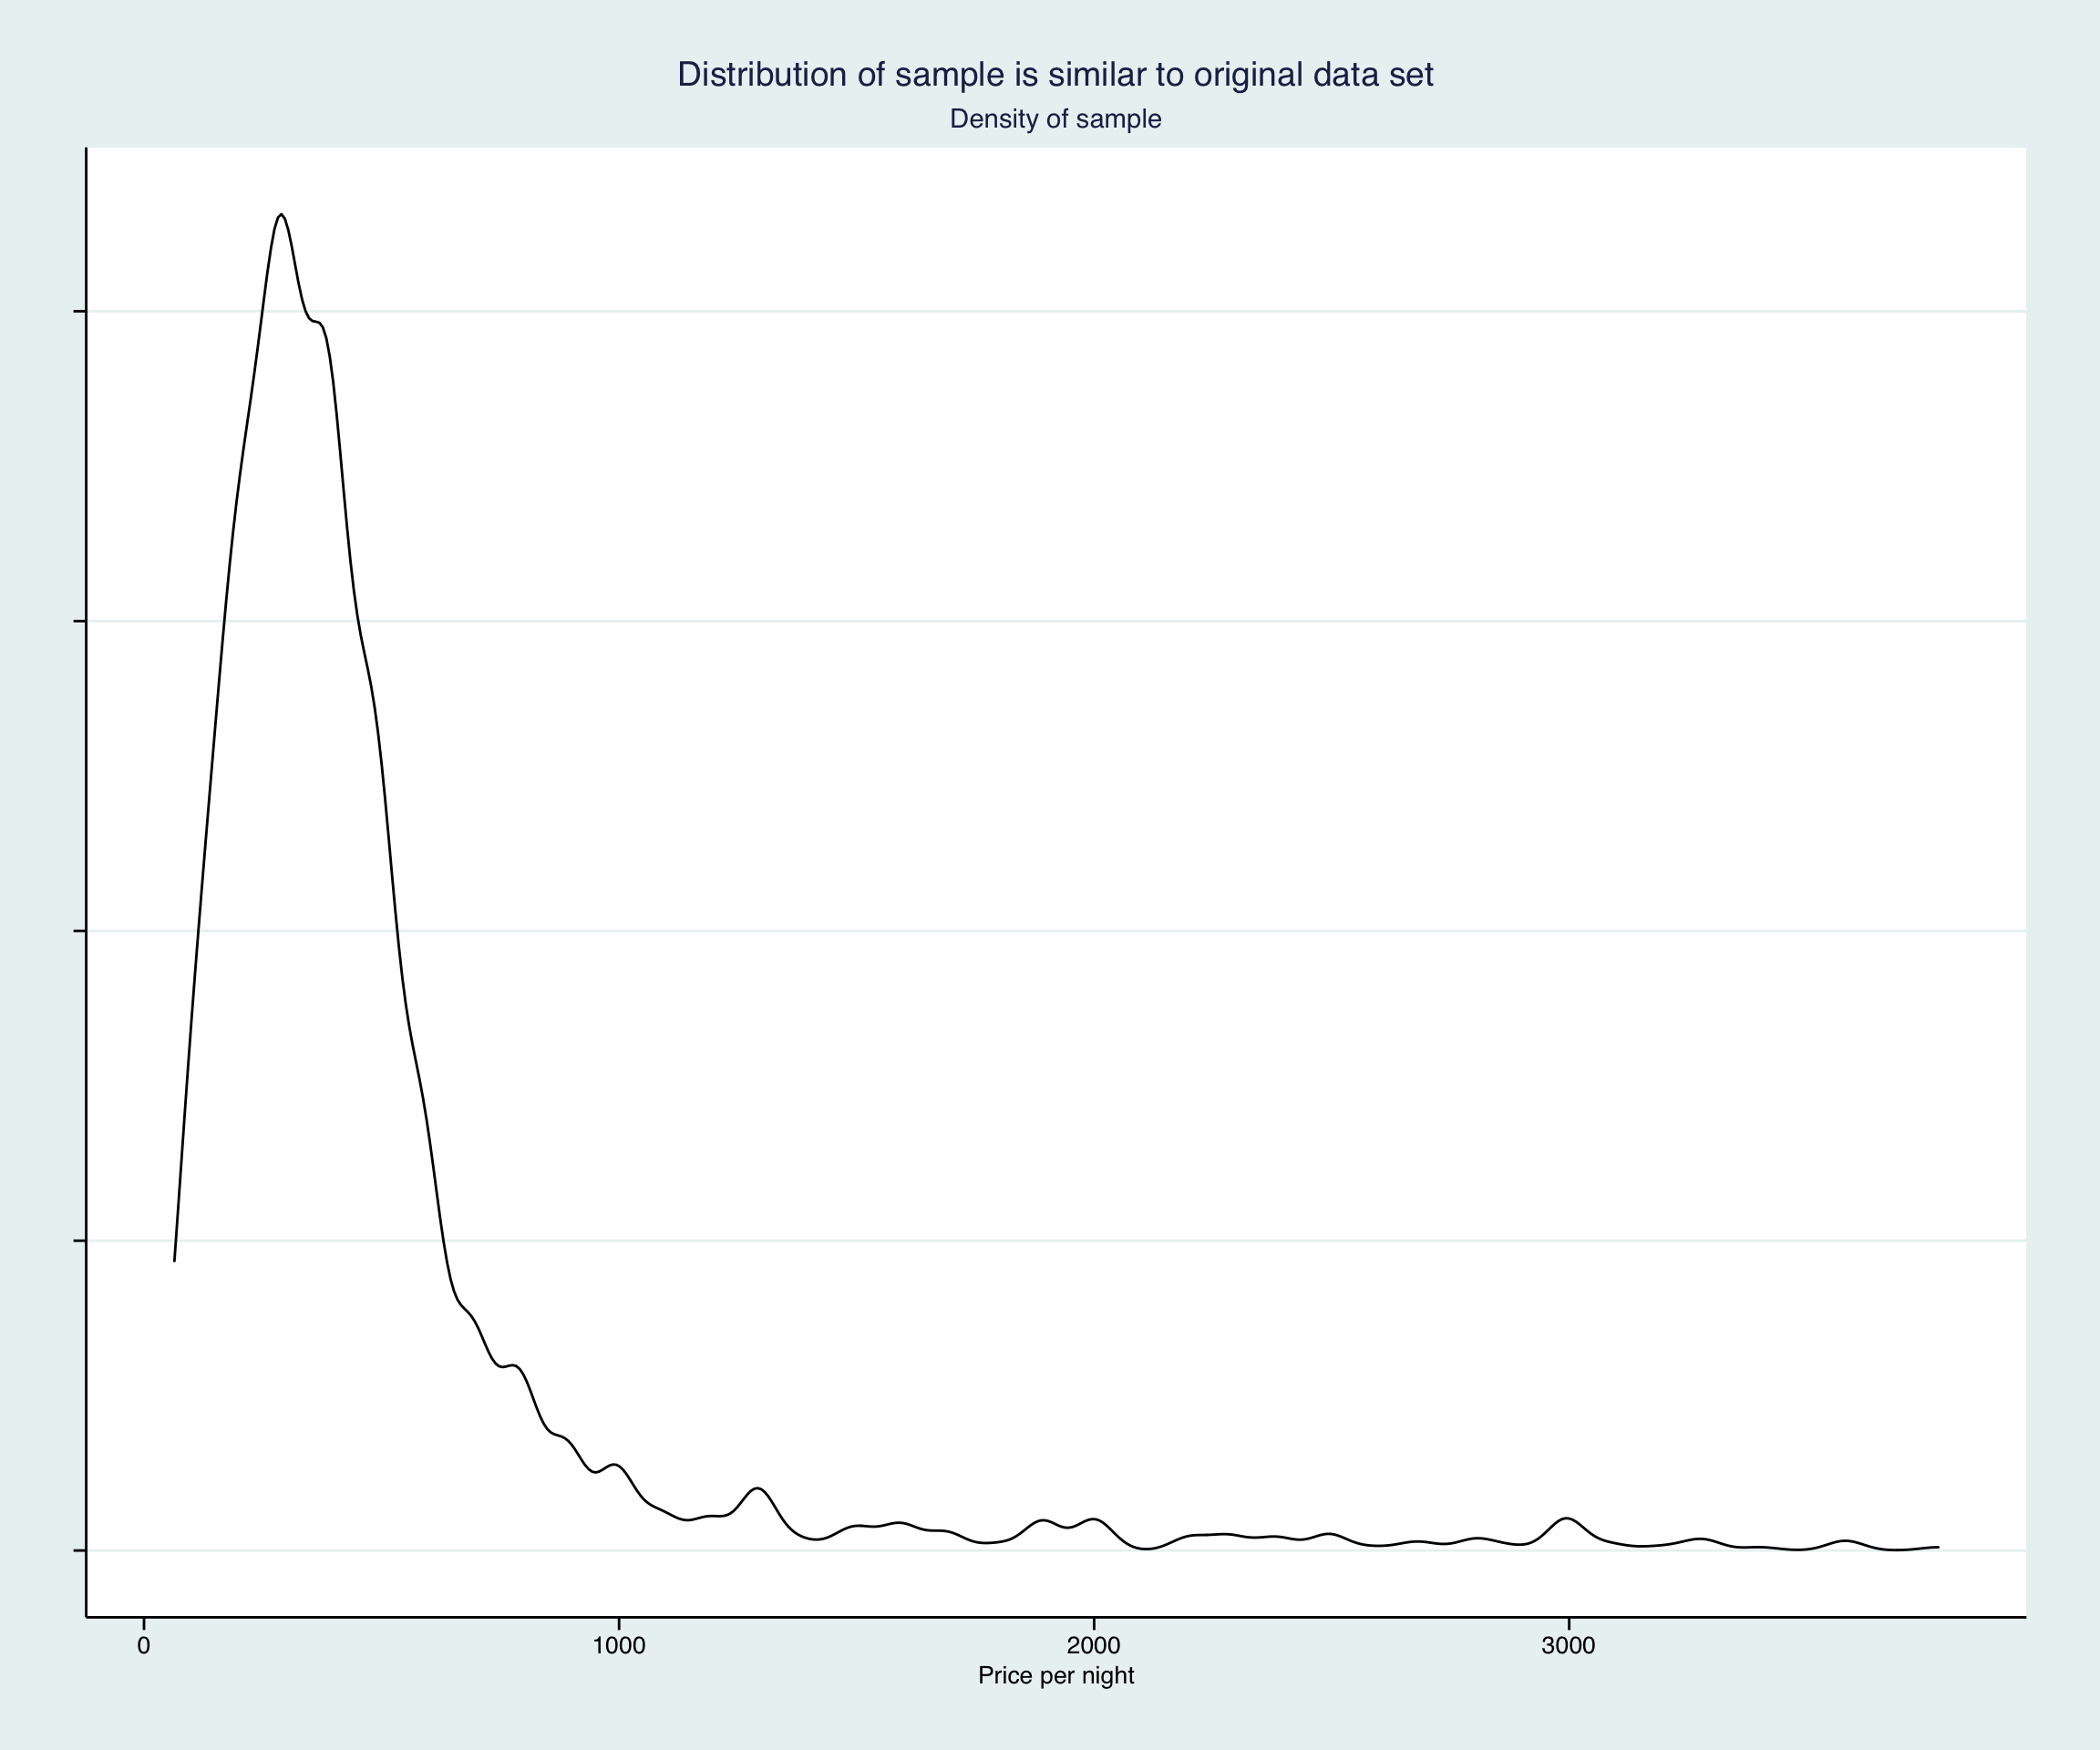 Distribution of sample is similar to original data set
Density of sample
0 1000 2000 3000
Price per night